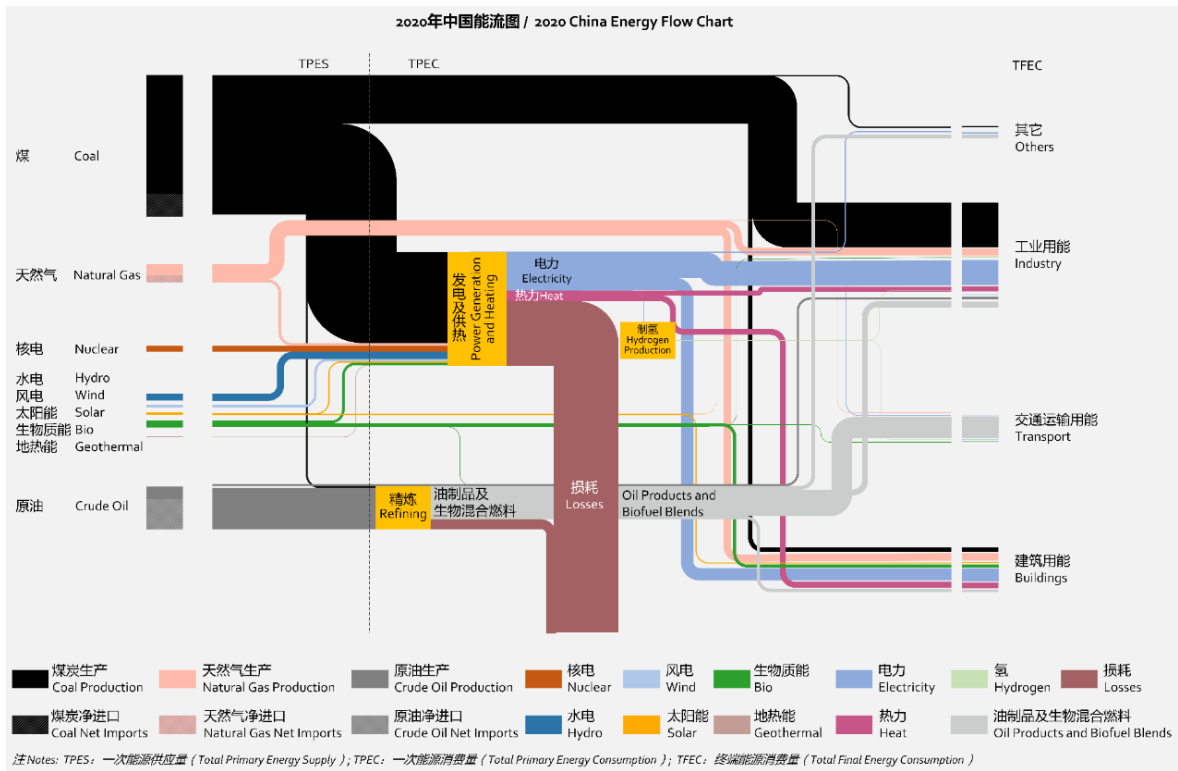 2020年中国能流图 / 2020 China Energy Flow Chart
TPES
TPEC
TFEC
煤 Coal
天然气 Natural Gas
核电 Nuclear
水电 Hydro
风电 Wind
太阳能 Solar
生物质能 Bio
地热能 Geothermal
原油 Crude Oil
发电及供热
Power Generation
and Heating
电力
Electricity
热力Heat
制氢
Hydrogen
Production
精炼
Refining
油制品及
生物混合燃料
损耗
Losses
Oil Products and
Biofuel Blends
其它
Others
工业用能
Industry
交通运输用能
Transport
建筑用能
Buildings
煤炭生产
Coal Production
天然气生产
Natural Gas Production
原油生产
Crude Oil Production
核电
Nuclear
风电
Wind
生物质能
Bio
电力
Electricity
氢
Hydrogen
损耗
Losses
煤炭净进口
Coal Net Imports
天然气净进口
Natural Gas Net Imports
原油净进口
Crude Oil Net Imports
水电
Hydro
太阳能
Solar
地热能
Geothermal
热力
Heat
油制品及生物混合燃料
Oil Products and Biofuel Blends
注 Notes: TPES：一次能源供应量（Total Primary Energy Supply）; TPEC：一次能源消费量（Total Primary Energy Consumption）; TFEC：终端能源消费量（Total Final Energy Consumption）